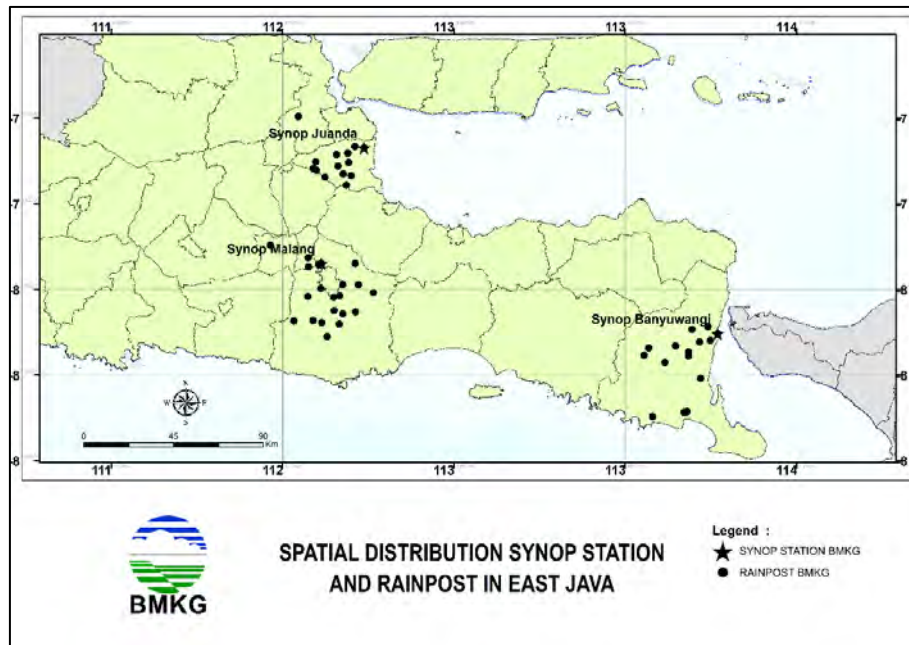 111 112 113 113 114
Synop Juanda
7 7
7 7
Synop Malang
8 8
Synop Banyuwangi
8 8
N
W E
S
0 45 90
Km
8 8
111 112 113 113 114
BMKG
SPATIAL DISTRIBUTION SYNOP STATION
AND RAINPOST IN EAST JAVA
Legend :
SYNOP STATION BMKG
RAINPOST BMKG